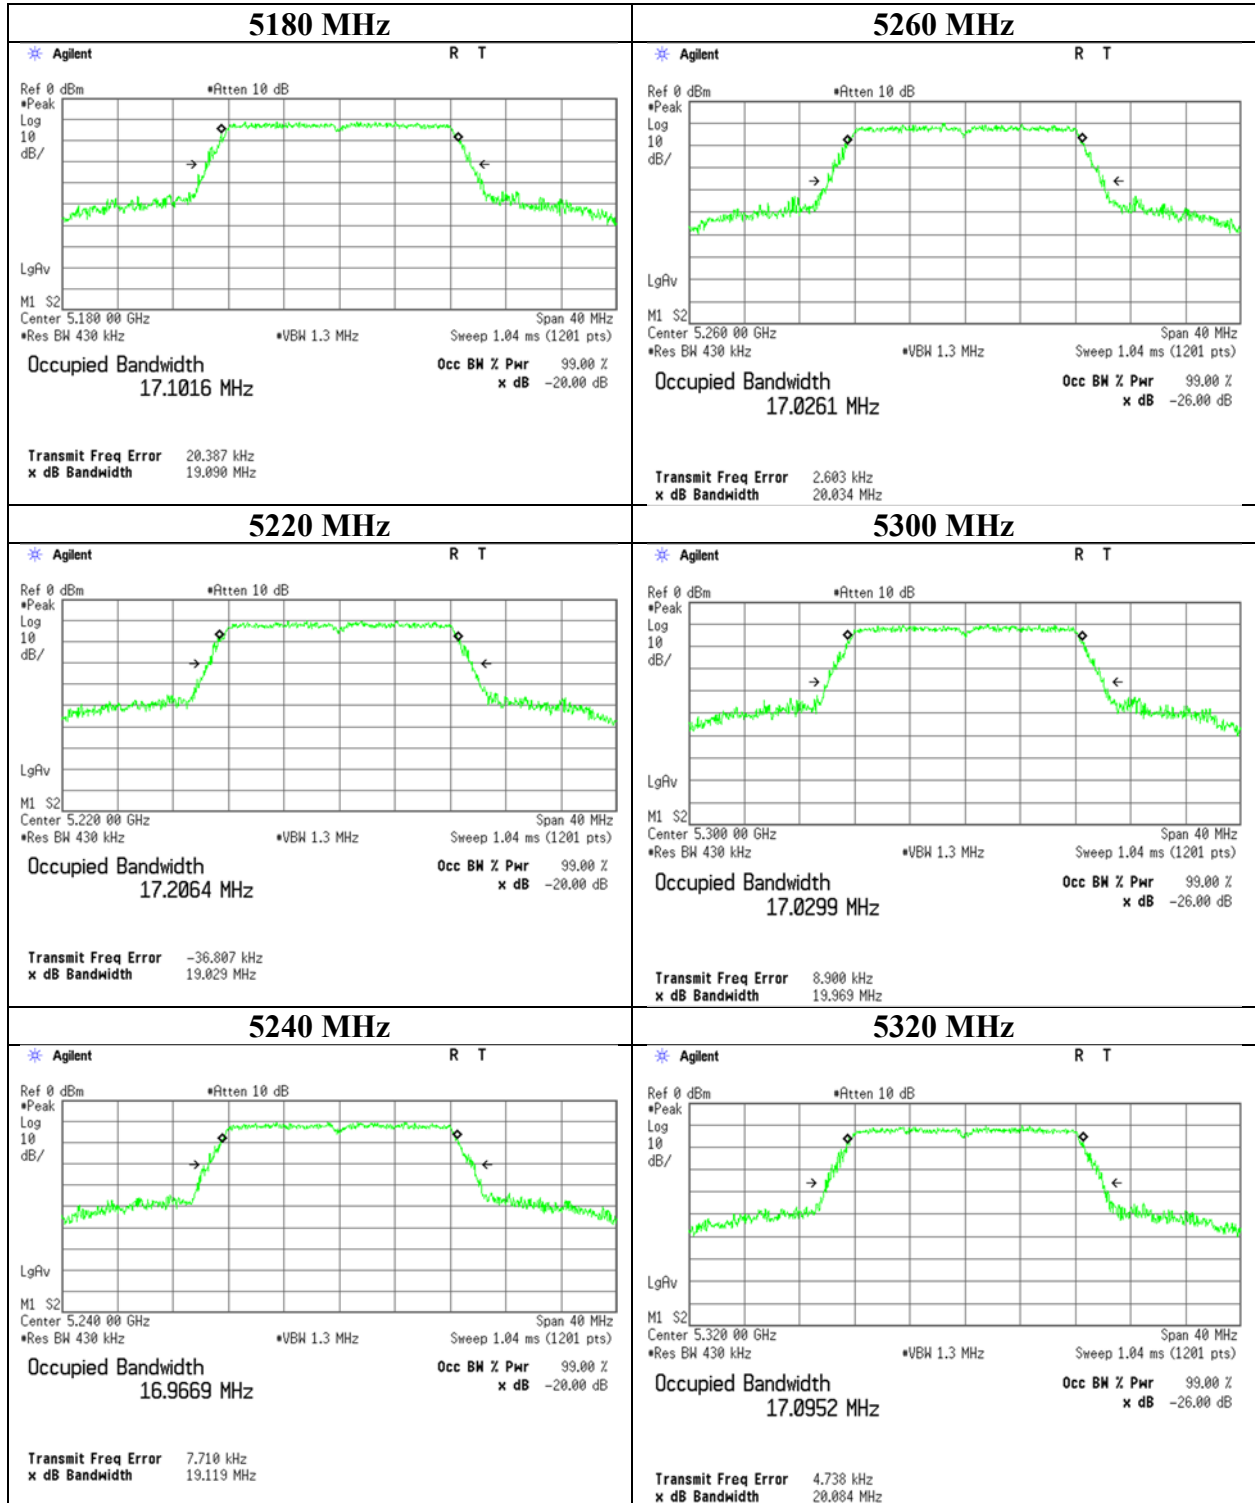 5180 MHz
Agilent R T
Ref 0 dBm *Atten 10 dB
*Peak
Log
10
dB/
LgAv
M1 S2
Center 5.180 00 GHz Span 40 MHz
*Res BW 430 kHz *VBW 1.3 MHz Sweep 1.04 ms (1201 pts)
Occupied Bandwidth Occ BW % Pwr 99.00 %
17.1016 MHz x dB -20.00 dB
Transmit Freq Error 20.387 kHz
x dB Bandwidth 19.090 MHz
5260 MHz
Agilent R T
Ref 0 dBm *Atten 10 dB
*Peak
Log
10
dB/
LgAv
M1 S2
Center 5.260 00 GHz Span 40 MHz
*Res BW 430 kHz *VBW 1.3 MHz Sweep 1.04 ms (1201 pts)
Occupied Bandwidth Occ BW % Pwr 99.00 %
17.0261 MHz x dB -26.00 dB
Transmit Freq Error 2.603 kHz
x dB Bandwidth 20.034 MHz
5220 MHz
Agilent R T
Ref 0 dBm *Atten 10 dB
*Peak
Log
10
dB/
LgAv
M1 S2
Center 5.220 00 GHz Span 40 MHz
*Res BW 430 kHz *VBW 1.3 MHz Sweep 1.04 ms (1201 pts)
Occupied Bandwidth Occ BW % Pwr 99.00 %
17.2064 MHz x dB -20.00 dB
Transmit Freq Error -36.807 kHz
x dB Bandwidth 19.029 MHz
5300 MHz
Agilent R T
Ref 0 dBm *Atten 10 dB
*Peak
Log
10
dB/
LgAv
M1 S2
Center 5.300 00 GHz Span 40 MHz
*Res BW 430 kHz *VBW 1.3 MHz Sweep 1.04 ms (1201 pts)
Occupied Bandwidth Occ BW % Pwr 99.00 %
17.0299 MHz x dB -26.00 dB
Transmit Freq Error 8.900 kHz
x dB Bandwidth 19.969 MHz
5240 MHz
Agilent R T
Ref 0 dBm *Atten 10 dB
*Peak
Log
10
dB/
LgAv
M1 S2
Center 5.240 00 GHz Span 40 MHz
*Res BW 430 kHz *VBW 1.3 MHz Sweep 1.04 ms (1201 pts)
Occupied Bandwidth Occ BW % Pwr 99.00 %
16.9669 MHz x dB -20.00 dB
Transmit Freq Error 7.710 kHz
x dB Bandwidth 19.119 MHz
5320 MHz
Agilent R T
Ref 0 dBm *Atten 10 dB
*Peak
Log
10
dB/
LgAv
M1 S2
Center 5.320 00 GHz Span 40 MHz
*Res BW 430 kHz *VBW 1.3 MHz Sweep 1.04 ms (1201 pts)
Occupied Bandwidth Occ BW % Pwr 99.00 %
17.0952 MHz x dB -26.00 dB
Transmit Freq Error 4.738 kHz
x dB Bandwidth 20.084 MHz